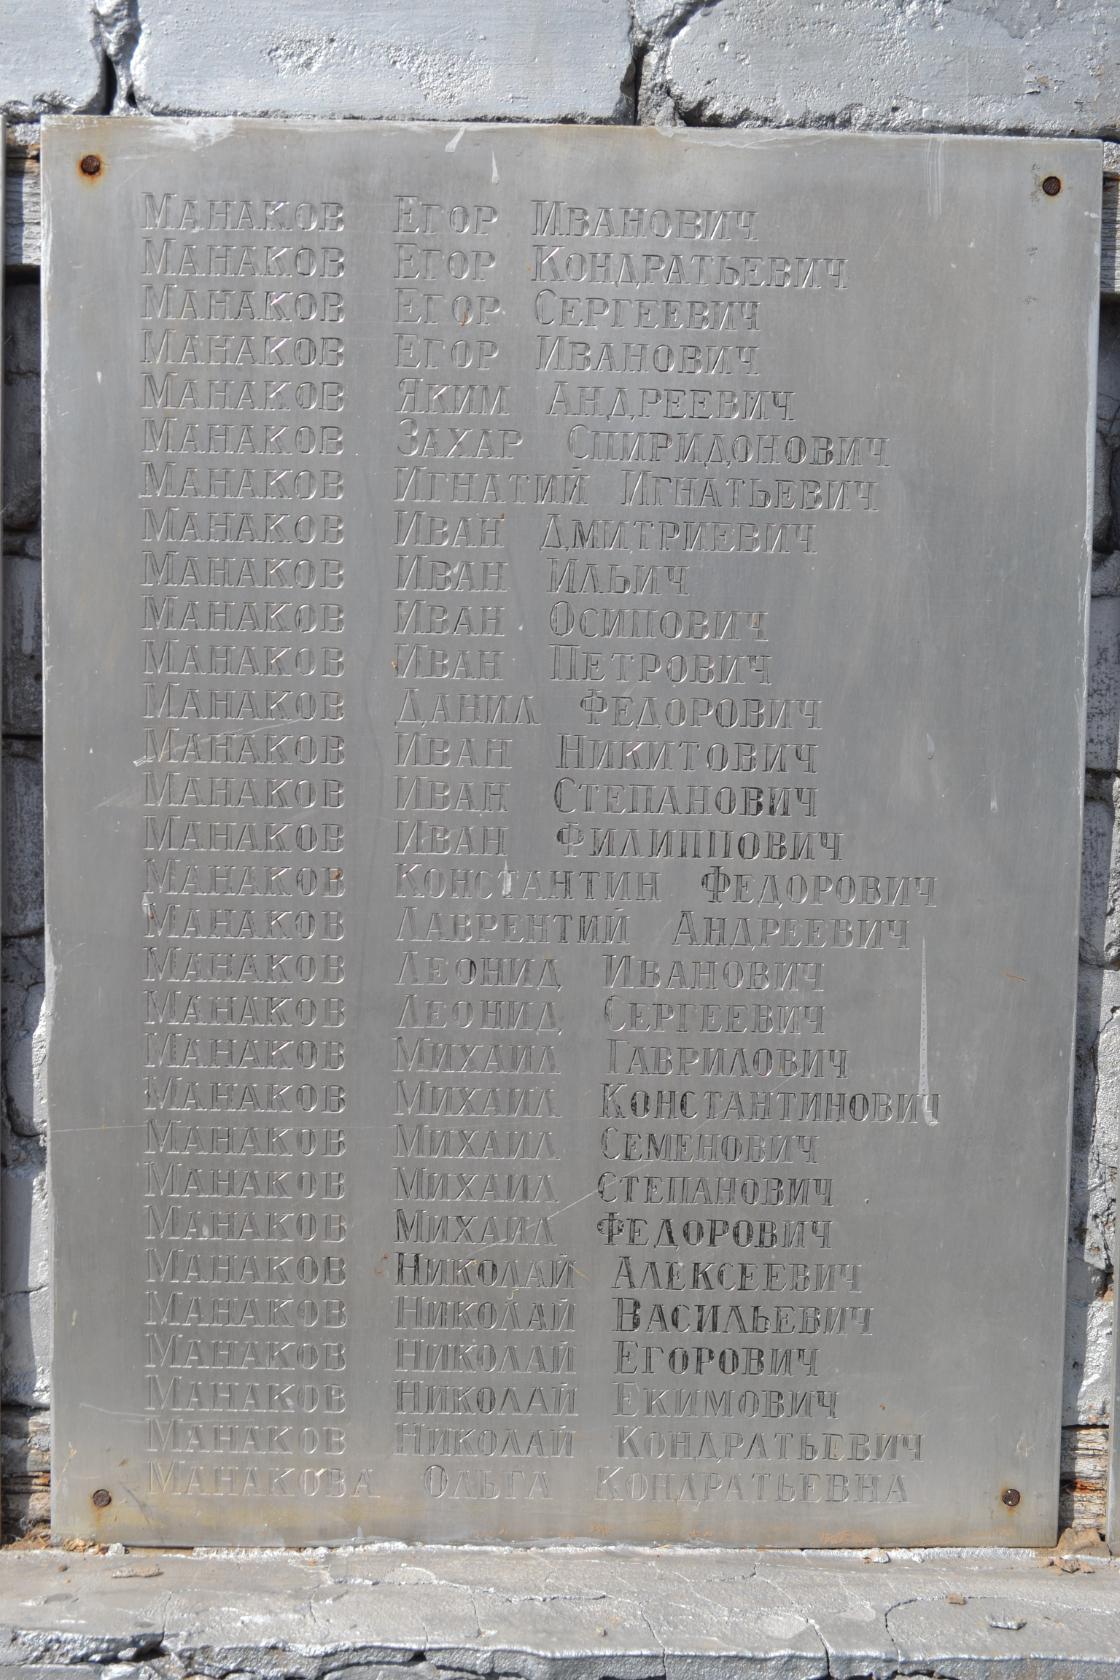 Манаков Егор Иванович
Манаков Егор Кондратьевич
Манаков Егор Сергеевич
Манаков Егор Иванович
Манаков Яким Андреевич
Манаков Захар Спиридонович
Манаков Игнатий Игнатьевич
Манаков Иван Дмитриевич
Манаков Иван Ильич
Манаков Иван Осипович
Манаков Иван Петрович
Манаков Данил Федорович
Манаков Иван Никитович
Манаков Иван Степанович
Манаков Иван Филиппович
Манаков Константин Федорович
Манаков Лаврентий Андреевич
Манаков Леонид Иванович
Манаков Леонид Сергеевич
Манаков Михаил Гаврилович
Манаков Михаил Константинович
Манаков Михаил Семенович
Манаков Михаил Степанович
Манаков Михаил Федорович
Манаков Николай Алексеевич
Манаков Николай Васильевич
Манаков Николай Егорович
Манаков Николай Екимович
Манаков Николай Кондратьевич
Манакова Ольга Кондратьевна